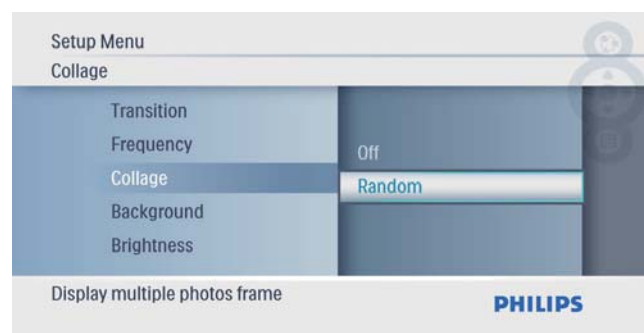 Setup Menu
Collage
Transition
Frequency
Collage
Background
Brightness
Off
Random
Display multiple photos frame
PHILIPS